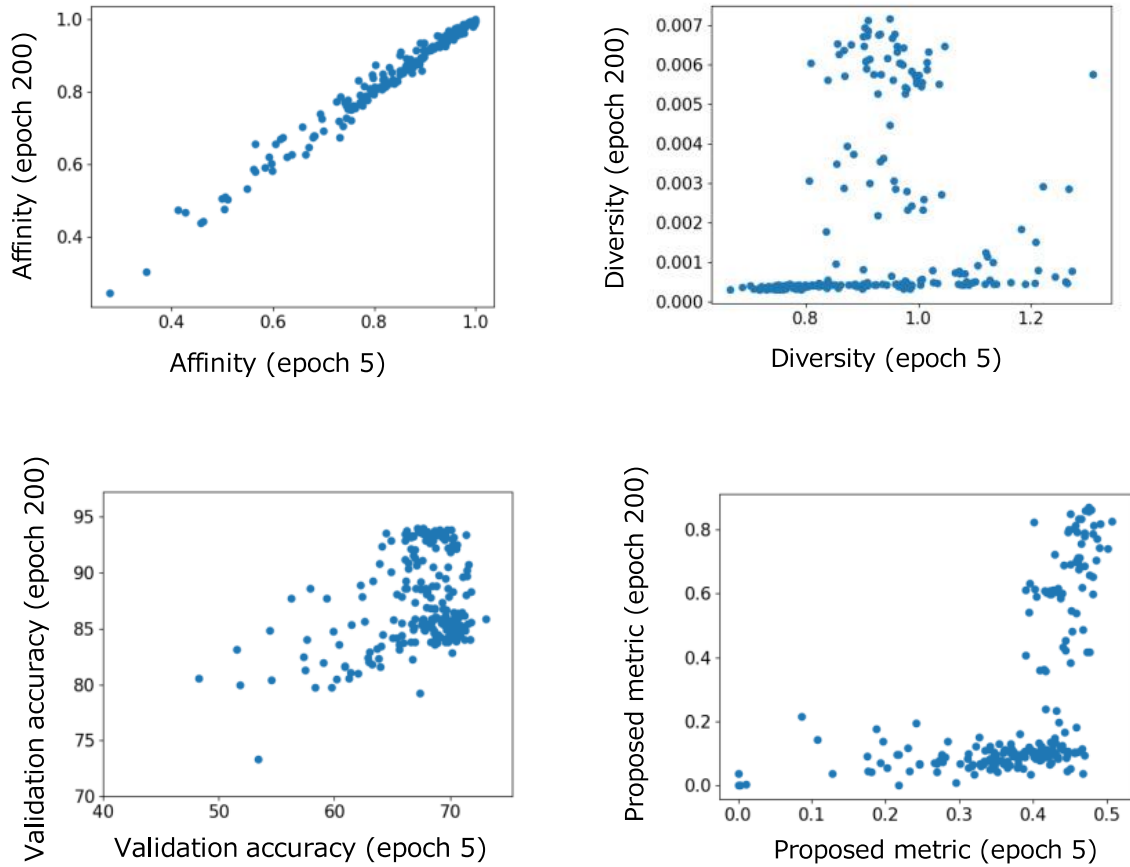 Affinity (epoch 200)
1.0
0.8
0.6
0.4
0.4 0.6 0.8 1.0
Affinity (epoch 5)
Diversity (epoch 200)
0.007
0.006
0.005
0.004
0.003
0.002
0.001
0.000
0.8 1.0 1.2
Diversity (epoch 5)
Validation accuracy (epoch 200)
95
90
85
80
75
70
40 50 60 70
Validation accuracy (epoch 5)
Proposed metric (epoch 200)
0.8
0.6
0.4
0.2
0.0
0.0 0.1 0.2 0.3 0.4 0.5
Proposed metric (epoch 5)